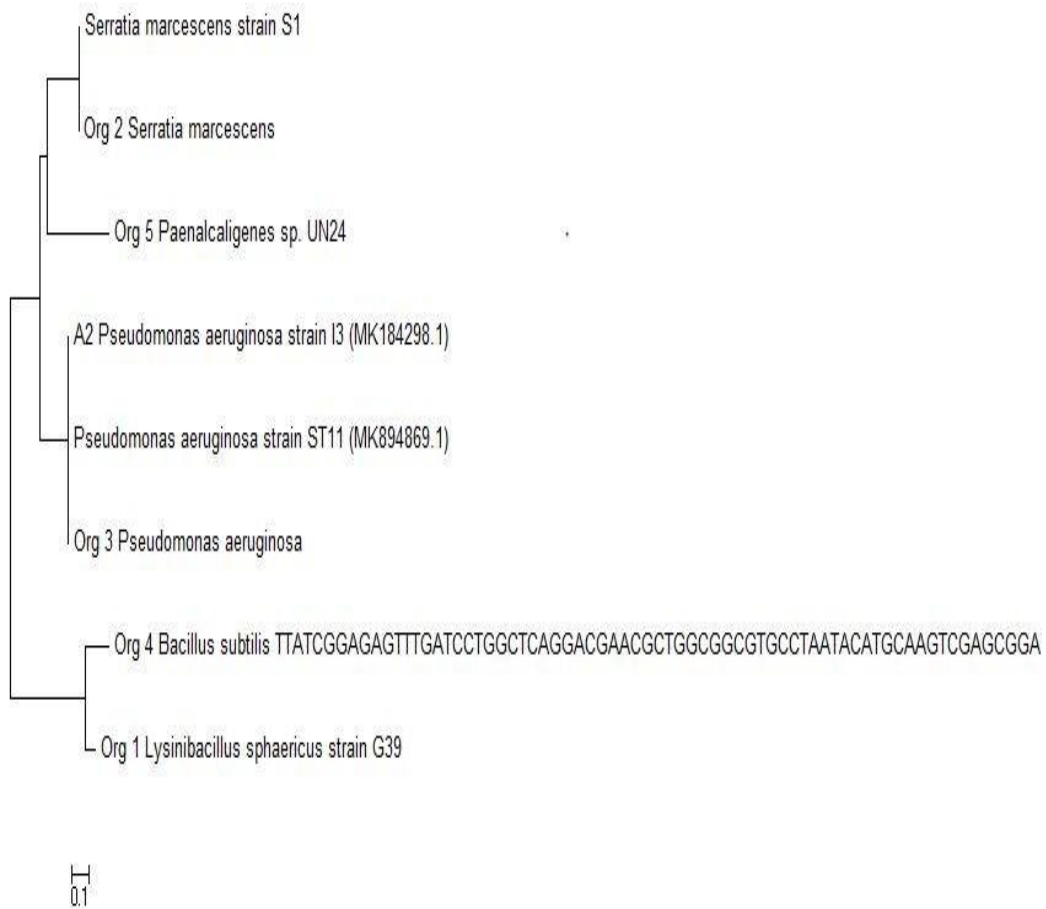 Serratia marcescens strain S1
Org 2 Serratia marcescens
Org 5 Paenalcaligenes sp. UN24
A2 Pseudomonas aeruginosa strain I3 (MK184298.1)
Pseudomonas aeruginosa strain ST11 (MK894869.1)
Org 3 Pseudomonas aeruginosa
Org 4 Bacillus subtilis TTATCGGAGAGTTTGATCCTGGCTCAGGACGAACGCTGGCGGCGTGCCTAATACATGCAAGTCGAGCGGA
Org 1 Lysinibacillus sphaericus strain G39
0.1